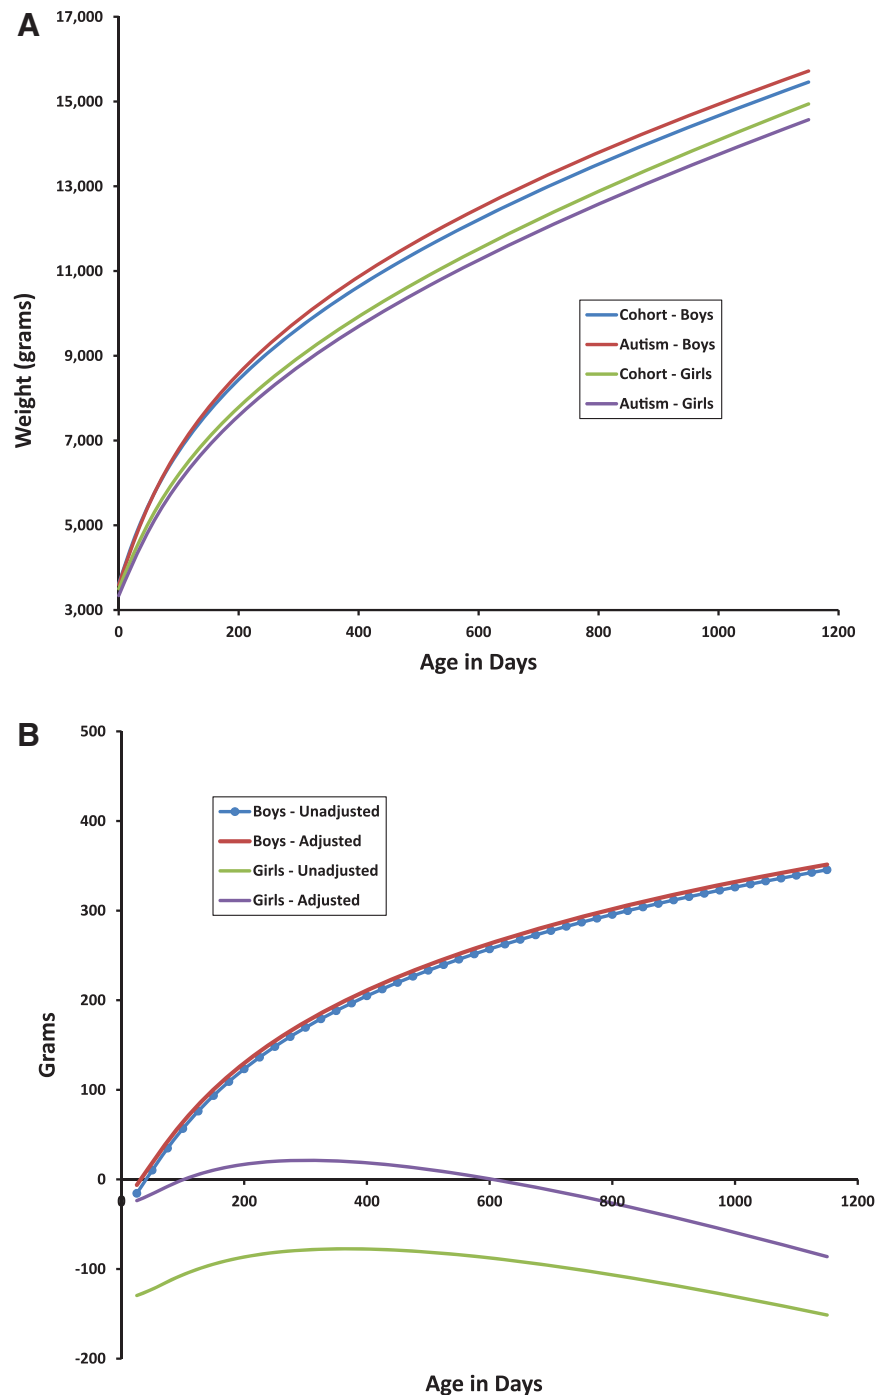 A
17,000
15,000
13,000
11,000
9,000
7,000
5,000
3,000
Weight (grams)
Cohort - Boys
Autism - Boys
Cohort - Girls
Autism - Girls
0 200 400 600 800 1000 1200
Age in Days
B
500
400
300
200
100
0
-100
-200
Grams
Boys - Unadjusted
Boys - Adjusted
Girls - Unadjusted
Girls - Adjusted
0 200 400 600 800 1000 1200
Age in Days